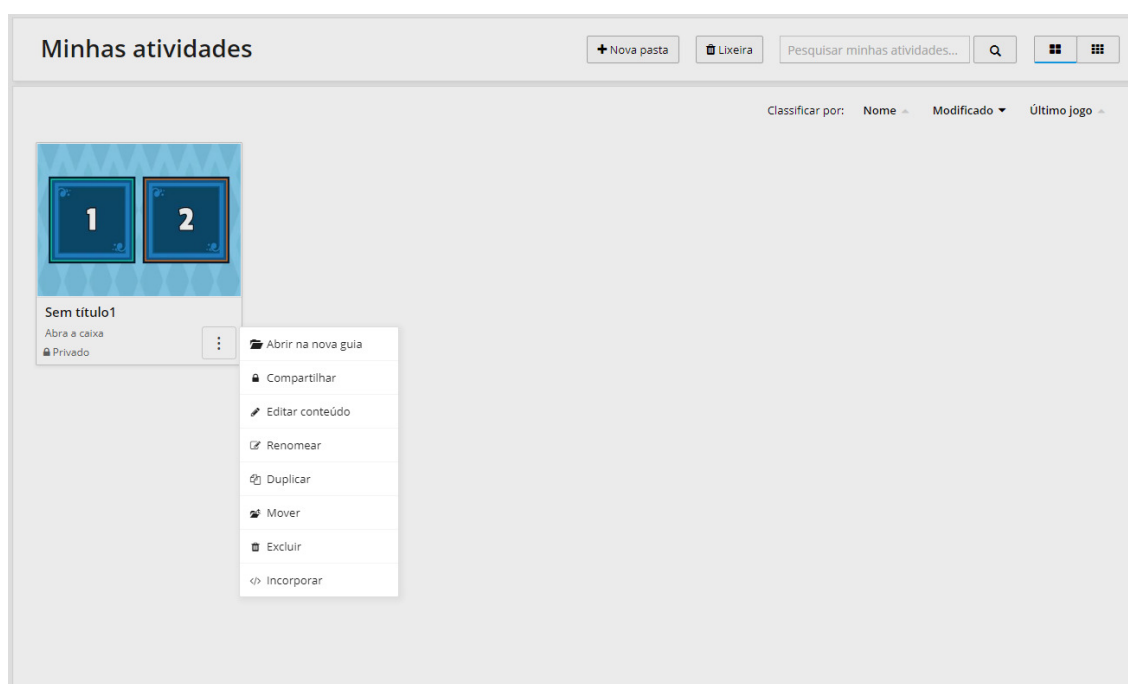 Minhas atividades
Nova pasta
Lixeira
Pesquisar minhas atividades...
Classificar por: Nome Modificado Último jogo
1 2
Sem título1
Abra a caixa
Privado
Abrir na nova guia
Compartilhar
Editar conteúdo
Renomear
Duplicar
Mover
Excluir
</> Incorporar